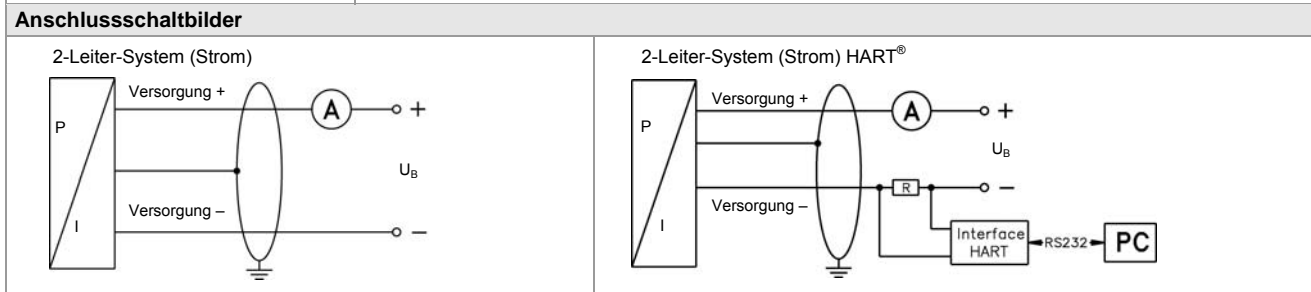 Anschlussschaltbilder
2-Leiter-System (Strom)
P
I
Versorgung +
A
+
U_B
Versorgung –
–
2-Leiter-System (Strom) HART®
P
I
Versorgung +
A
+
U_B
R
–
Versorgung –
Interface
HART
RS232
PC